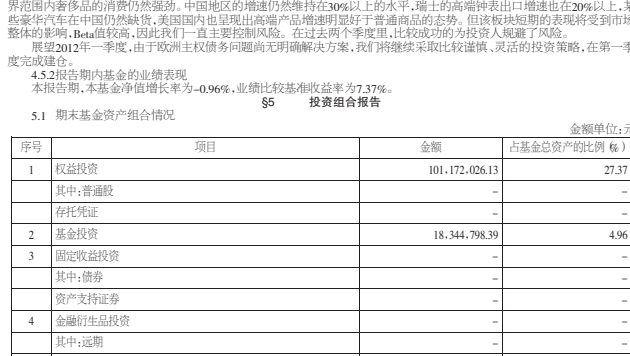 界范围内奢侈品的消费仍然强劲。中国地区的增速仍然维持在30%以上的水平,瑞士的高端钟表出口增速也在20%以上,某
些豪华汽车在中国仍然缺货,美国国内也呈现出高端产品增速明显好于普通商品的态势。但该板块短期的表现将受到市场
整体的影响,Beta值较高,因此我们一直主要控制风险。在过去两个季度里,比较成功的为投资人规避了风险。
展望2012年一季度,由于欧洲主权债务问题尚无明确解决方案,我们将继续采取比较谨慎、灵活的投资策略,在第一季
度完成建仓。
4.5.2报告期内基金的业绩表现
本报告期,本基金净值增长率为-0.96%,业绩比较基准收益率为7.37%。
§5 投资组合报告
5.1 期末基金资产组合情况
金额单位:元
序号 项目 金额 占基金总资产的比例(%)
1 权益投资 101,172,026.13 27.37
其中:普通股 – –
存托凭证 – –
2 基金投资 18,344,798.39 4.96
3 固定收益投资 – –
其中:债券 – –
资产支持证券 – –
4 金融衍生品投资 – –
其中:远期 – –